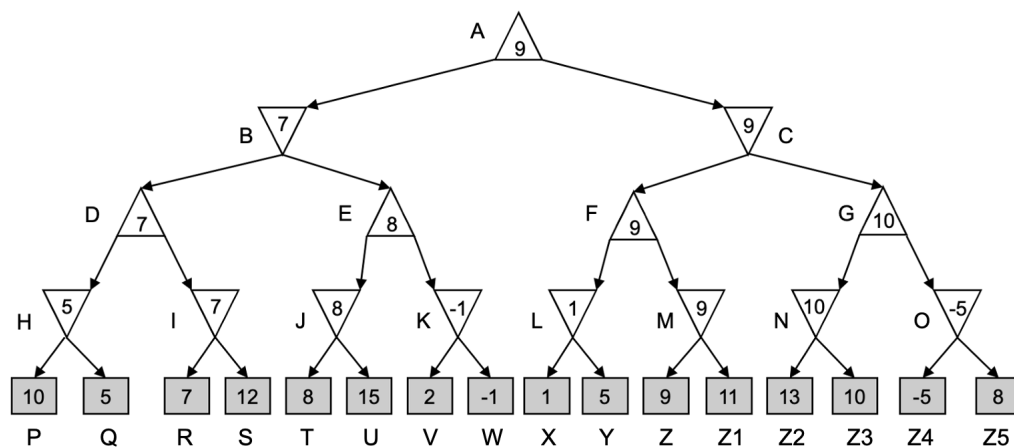 A
9
B
7
9
C
D
7
E
8
F
9
G
10
H
5
I
7
J
8
K
-1
L
1
M
9
N
10
O
-5
10 5 7 12 8 15 2 -1 1 5 9 11 13 10 -5 8
P Q R S T U V W X Y Z Z1 Z2 Z3 Z4 Z5